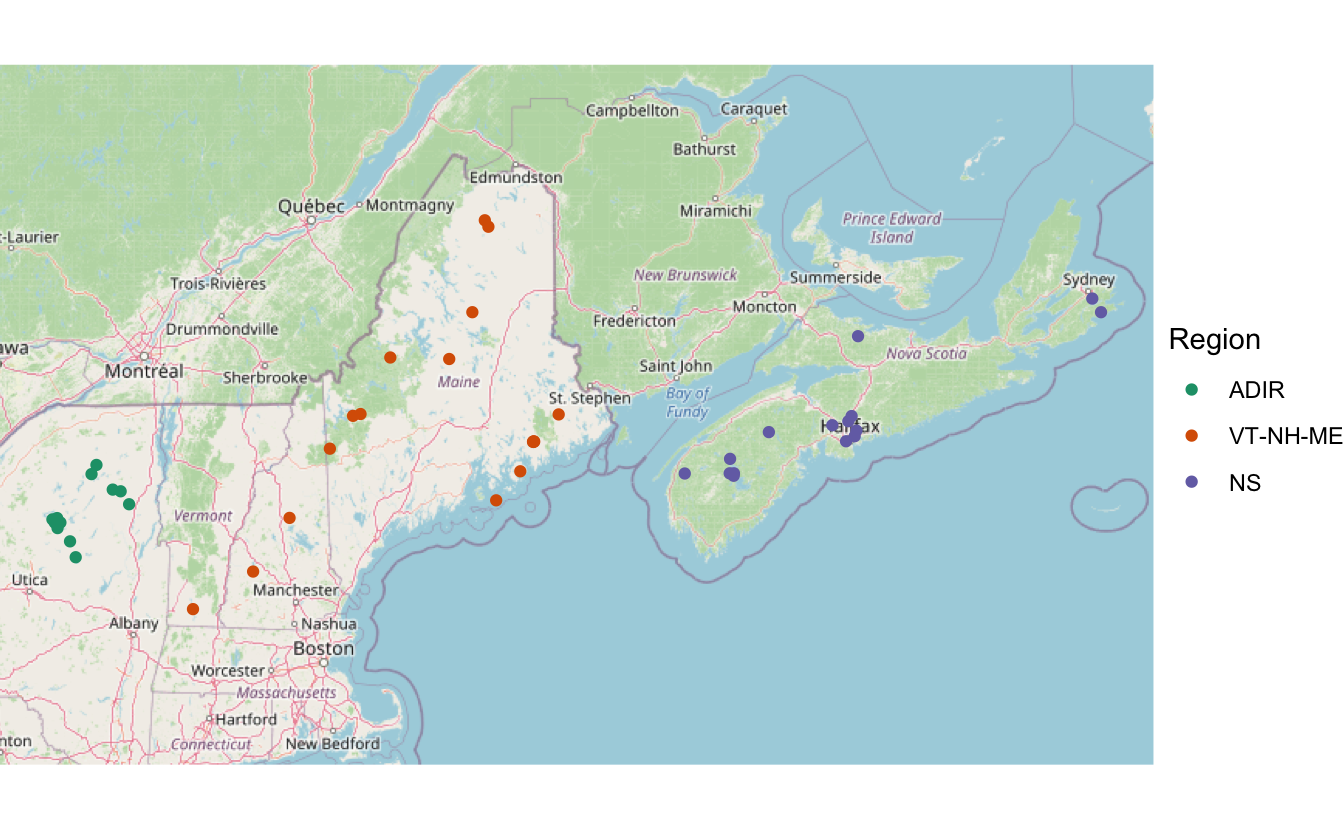 Campbellton
Caraquet
Bathurst
Edmundston
Québec
Montmagny
Miramichi
Prince Edward
Island
t-Laurier
Trois-Rivières
New Brunswick
Summerside
Sydney
Moncton
Drummondville
Fredericton
awa
Montréal
Sherbrooke
Maine
Saint John
Nova Scotia
St. Stephen
Bay of
Fundy
Halifax
Vermont
Utica
Manchester
Albany
Nashua
Boston
Worcester
Massachusetts
Hartford
nton
Connecticut
New Bedford
Region
ADIR
VT-NH-ME
NS